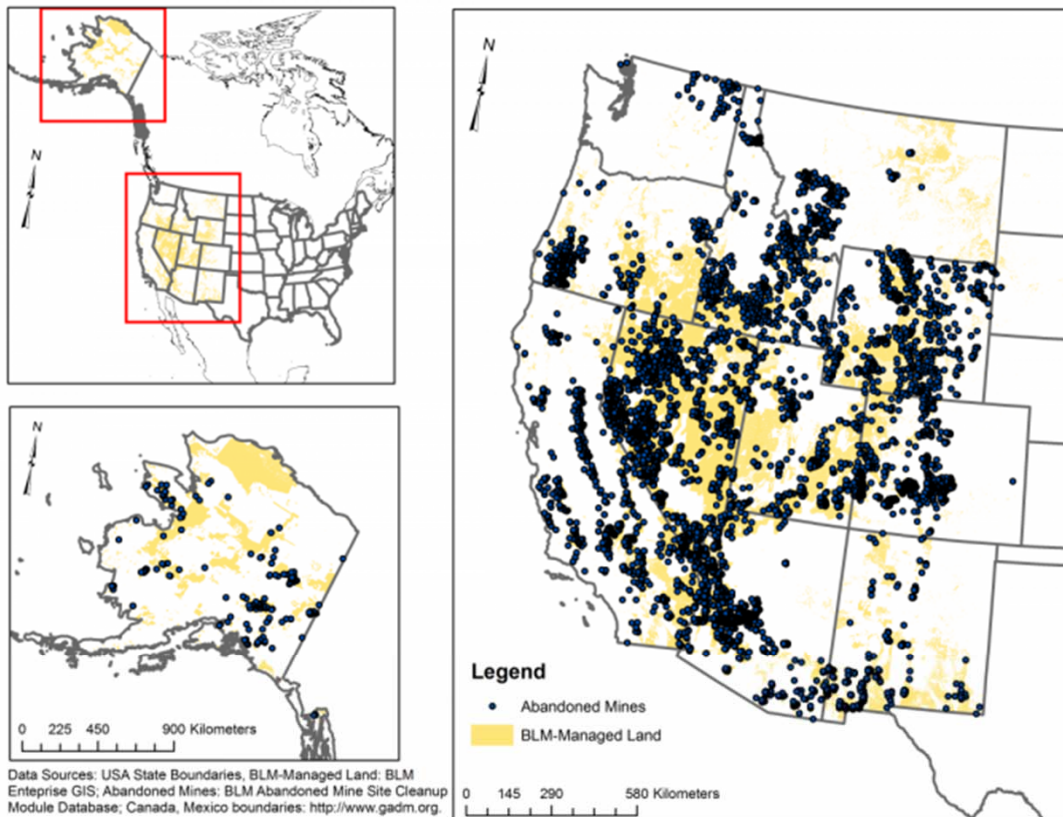 N
N
N
0 225 450 900 Kilometers
Data Sources: USA State Boundaries, BLM-Managed Land: BLM
Enteprise GIS; Abandoned Mines: BLM Abandoned Mine Site Cleanup
Module Database; Canada, Mexico boundaries: http://www.gadm.org.
N
Legend
Abandoned Mines
BLM-Managed Land
0 145 290 580 Kilometers